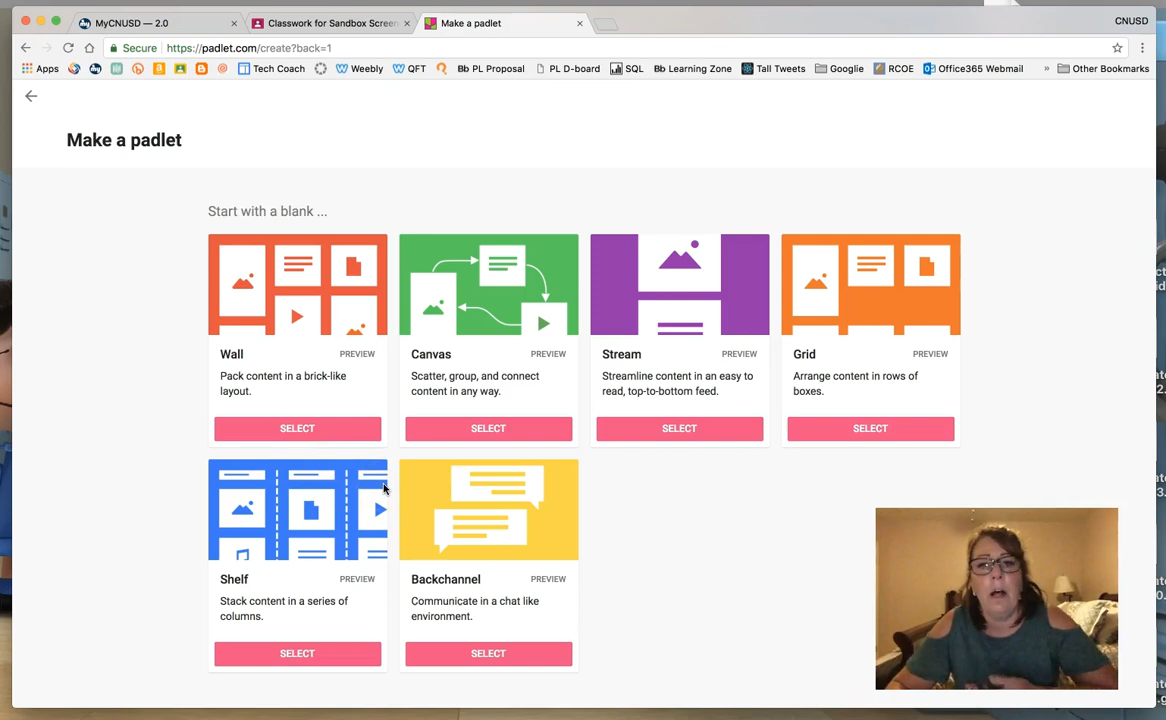 MyCNUSD — 2.0
Classwork for Sandbox Screen
Make a padlet
CNUSD
Secure
https://padlet.com/create?back=1
Apps
Tech Coach
Weebly
QFT
Bb PL Proposal
PL D-board
SQL
Bb Learning Zone
Tall Tweets
Googlie
RCOE
Office365 Webmail
»
Other Bookmarks
Make a padlet
Start with a blank ...
Wall PREVIEW
Pack content in a brick-like
layout.
SELECT
Canvas PREVIEW
Scatter, group, and connect
content in any way.
SELECT
Stream PREVIEW
Streamline content in an easy to
read, top-to-bottom feed.
SELECT
Grid PREVIEW
Arrange content in rows of
boxes.
SELECT
Shelf PREVIEW
Stack content in a series of
columns.
SELECT
Backchannel PREVIEW
Communicate in a chat like
environment.
SELECT